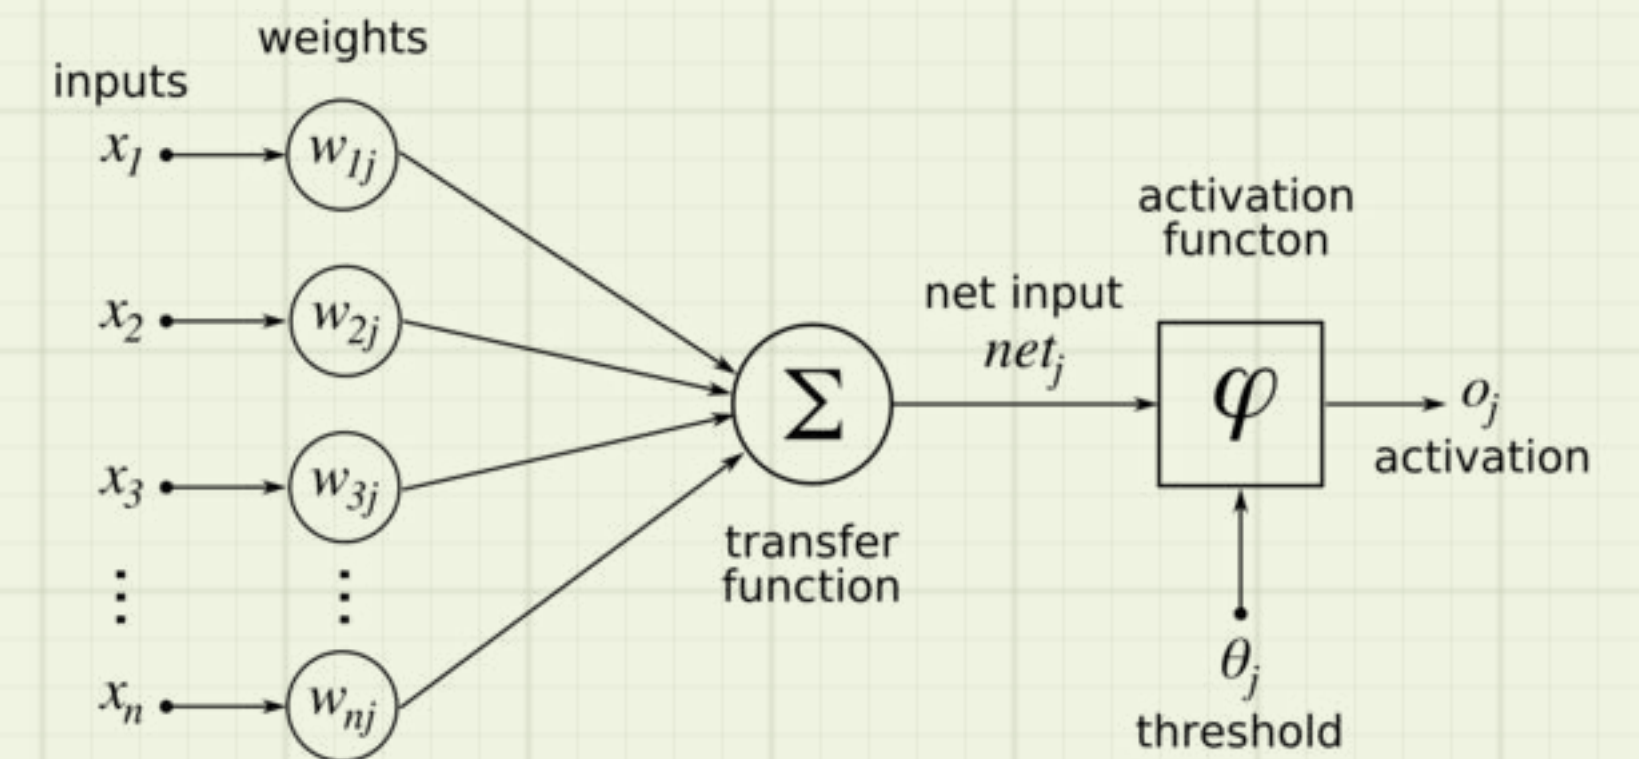 weights
inputs
x₁
w₁ⱼ
x₂
w₂ⱼ
x₃
w₃ⱼ
⋮
⋮
xₙ
wₙⱼ
Σ
transfer
function
net input
netⱼ
activation
functon
φ
oⱼ
activation
θⱼ
threshold